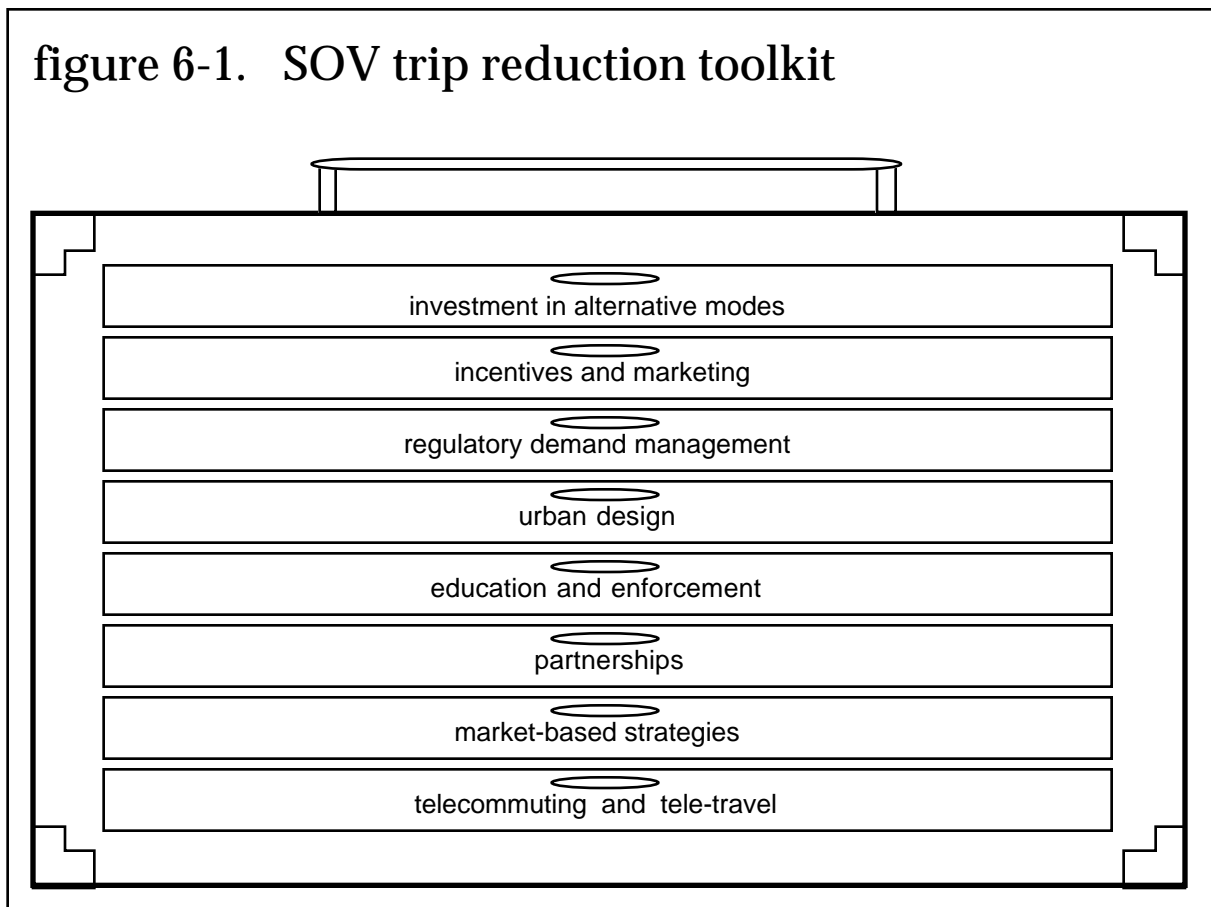 figure 6-1. SOV trip reduction toolkit
investment in alternative modes
incentives and marketing
regulatory demand management
urban design
education and enforcement
partnerships
market-based strategies
telecommuting and tele-travel